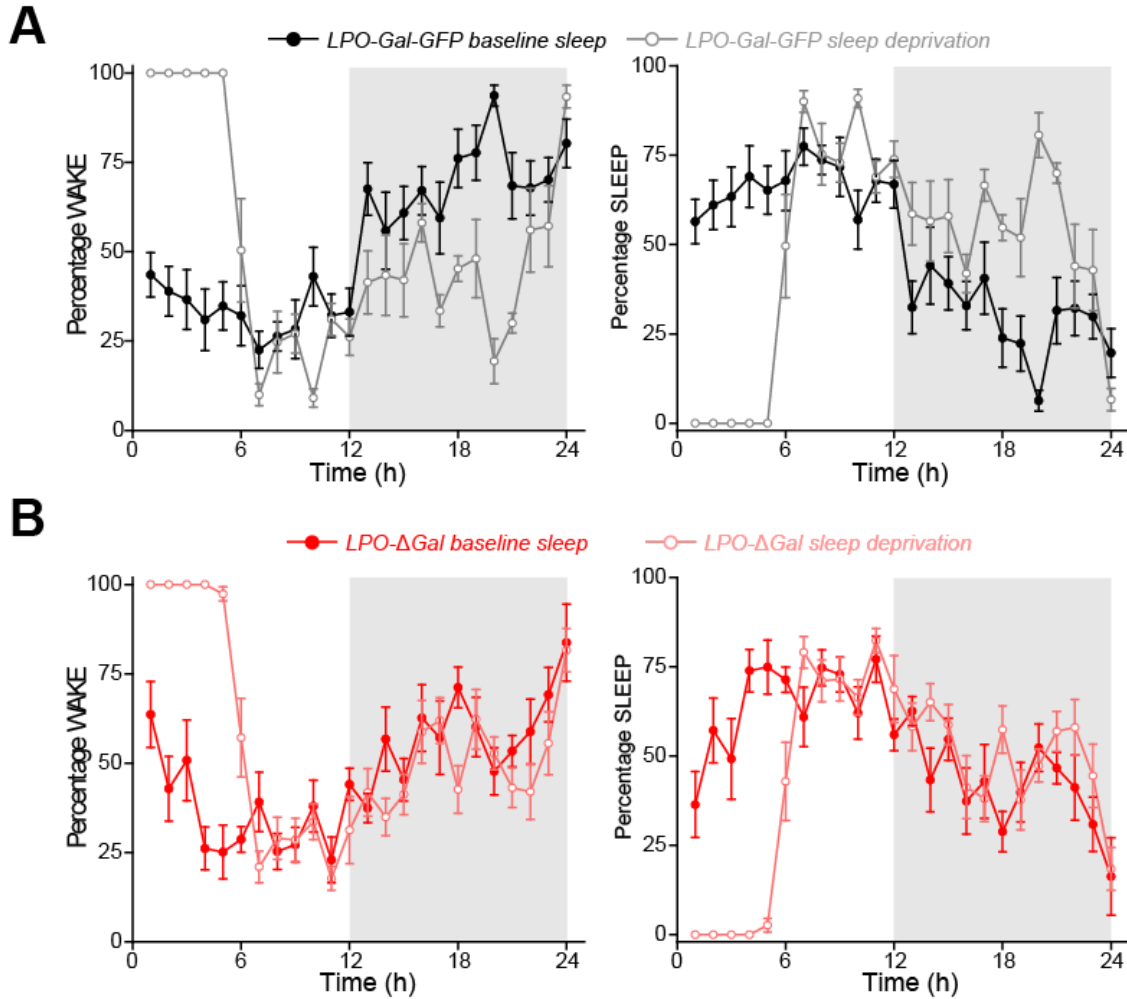 A
LPO-Gal-GFP baseline sleep
LPO-Gal-GFP sleep deprivation
Percentage WAKE
100
75
50
25
0
0 6 12 18 24
Time (h)
Percentage SLEEP
100
75
50
25
0
0 6 12 18 24
Time (h)
B
LPO-ΔGal baseline sleep
LPO-ΔGal sleep deprivation
Percentage WAKE
100
75
50
25
0
0 6 12 18 24
Time (h)
Percentage SLEEP
100
75
50
25
0
0 6 12 18 24
Time (h)